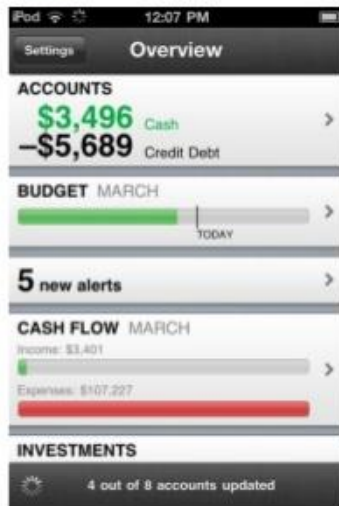 iPod 12:07 PM
Settings Overview
ACCOUNTS
$3,496 Cash
–$5,689 Credit Debt
BUDGET MARCH
TODAY
5 new alerts
CASH FLOW MARCH
Income: $3,401
Expenses: $107,227
INVESTMENTS
4 out of 8 accounts updated